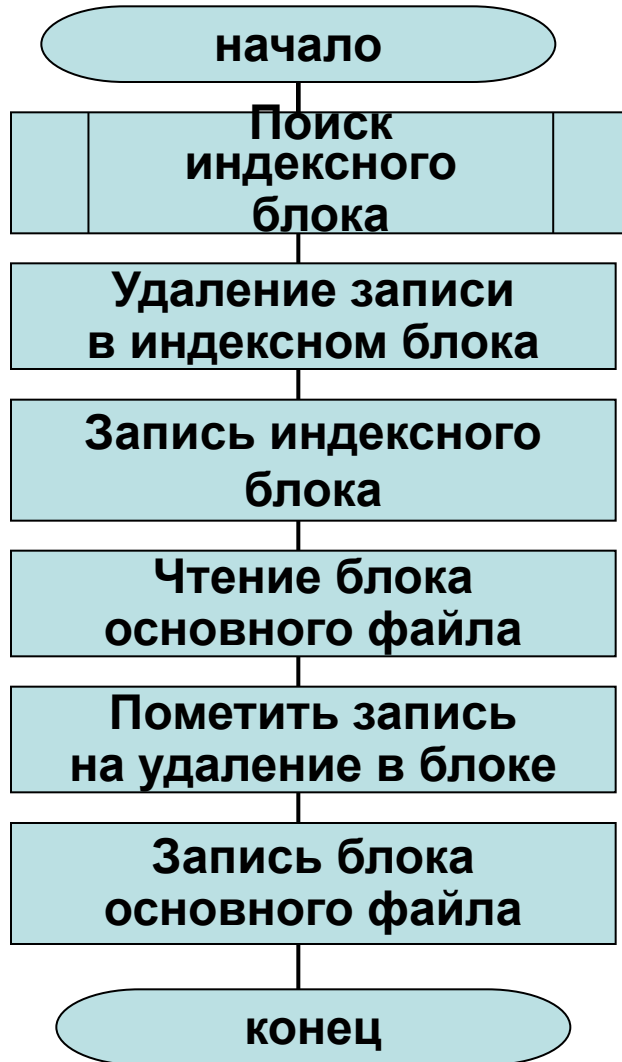 начало
Поиск
индексного
блока
Удаление записи
в индексном блока
Запись индексного
блока
Чтение блока
основного файла
Пометить запись
на удаление в блоке
Запись блока
основного файла
конец